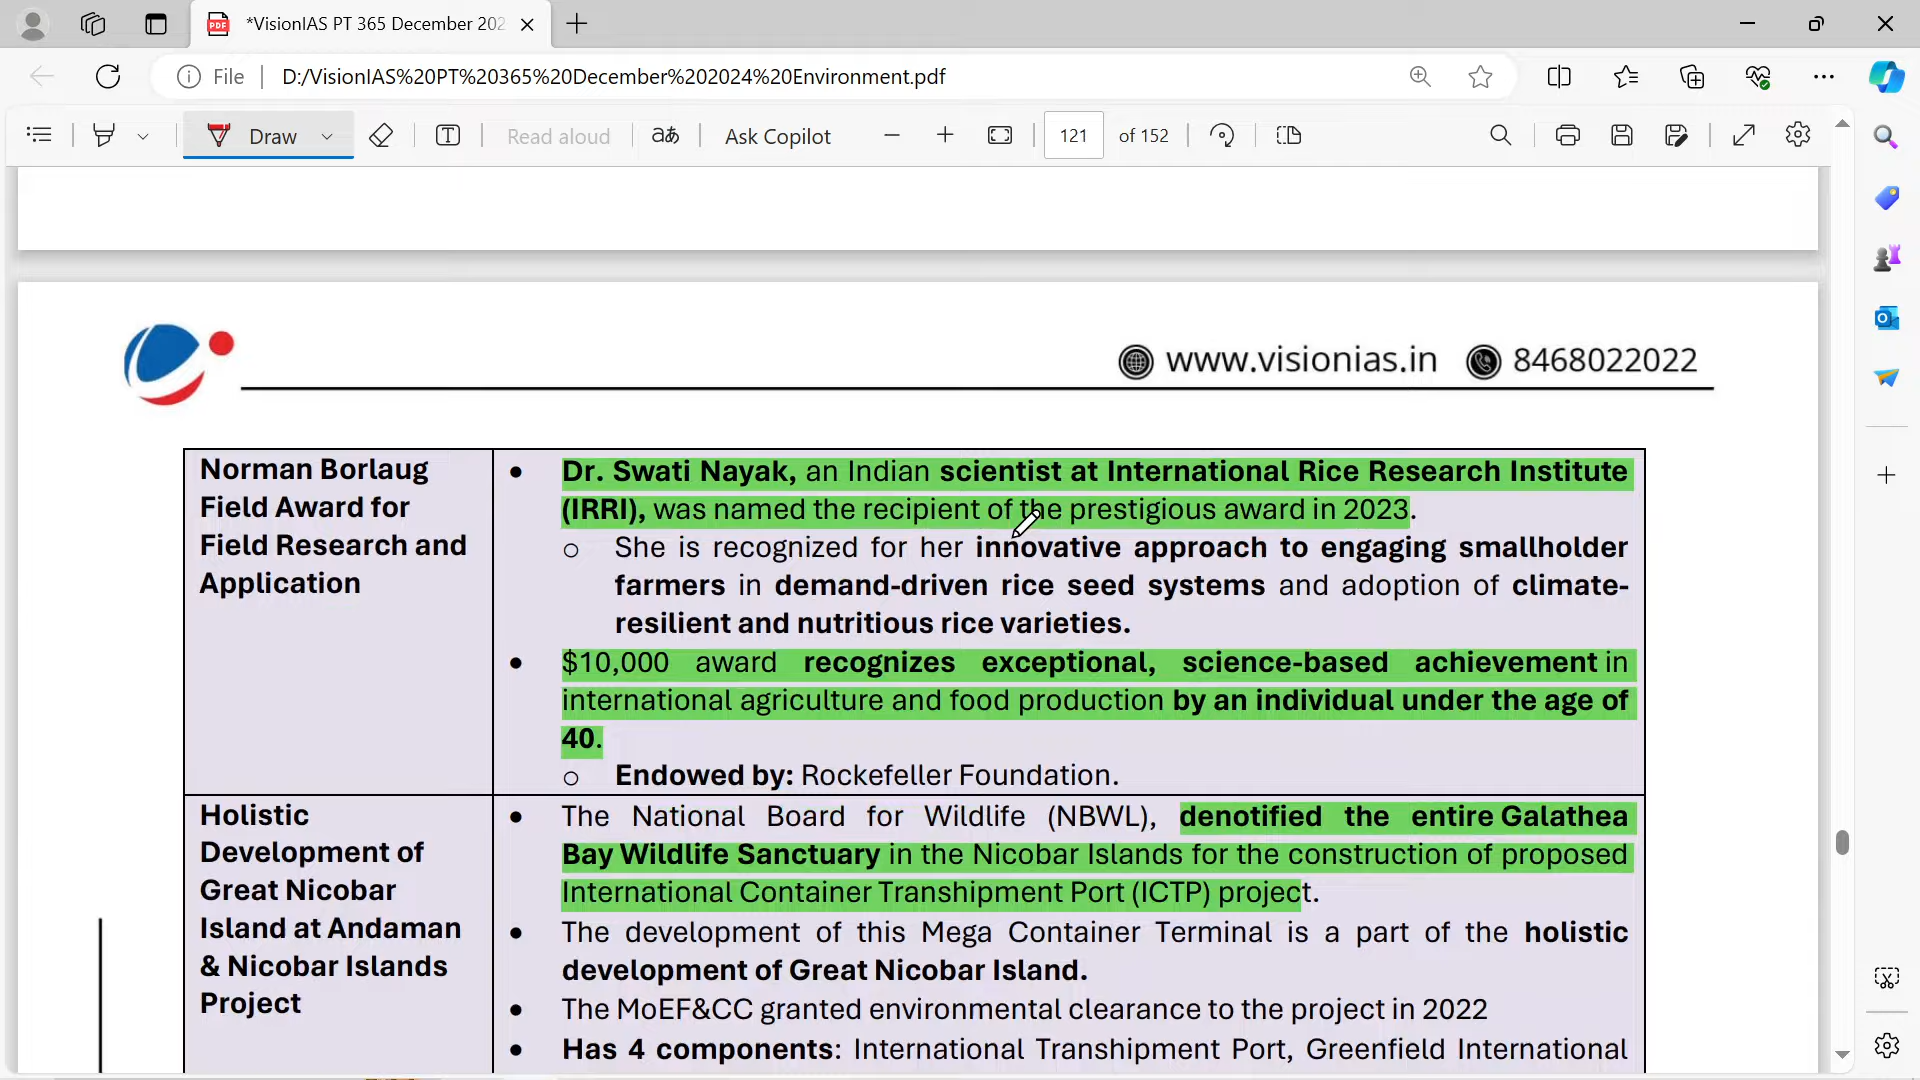 *VisionIAS PT 365 December 202
File
D:/VisionIAS%20PT%20365%20December%202024%20Environment.pdf
Draw
Read aloud
aあ
Ask Copilot
121
of 152
www.visionias.in
8468022022
Norman Borlaug
Field Award for
Field Research and
Application
• Dr. Swati Nayak, an Indian scientist at International Rice Research Institute
(IRRI), was named the recipient of the prestigious award in 2023.
o She is recognized for her innovative approach to engaging smallholder
farmers in demand-driven rice seed systems and adoption of climate-
resilient and nutritious rice varieties.
• $10,000 award recognizes exceptional, science-based achievement in
international agriculture and food production by an individual under the age of
40.
o Endowed by: Rockefeller Foundation.
Holistic
Development of
Great Nicobar
Island at Andaman
& Nicobar Islands
Project
• The National Board for Wildlife (NBWL), denotified the entire Galathea
Bay Wildlife Sanctuary in the Nicobar Islands for the construction of proposed
International Container Transhipment Port (ICTP) project.
• The development of this Mega Container Terminal is a part of the holistic
development of Great Nicobar Island.
• The MoEF&CC granted environmental clearance to the project in 2022
• Has 4 components: International Transhipment Port, Greenfield International